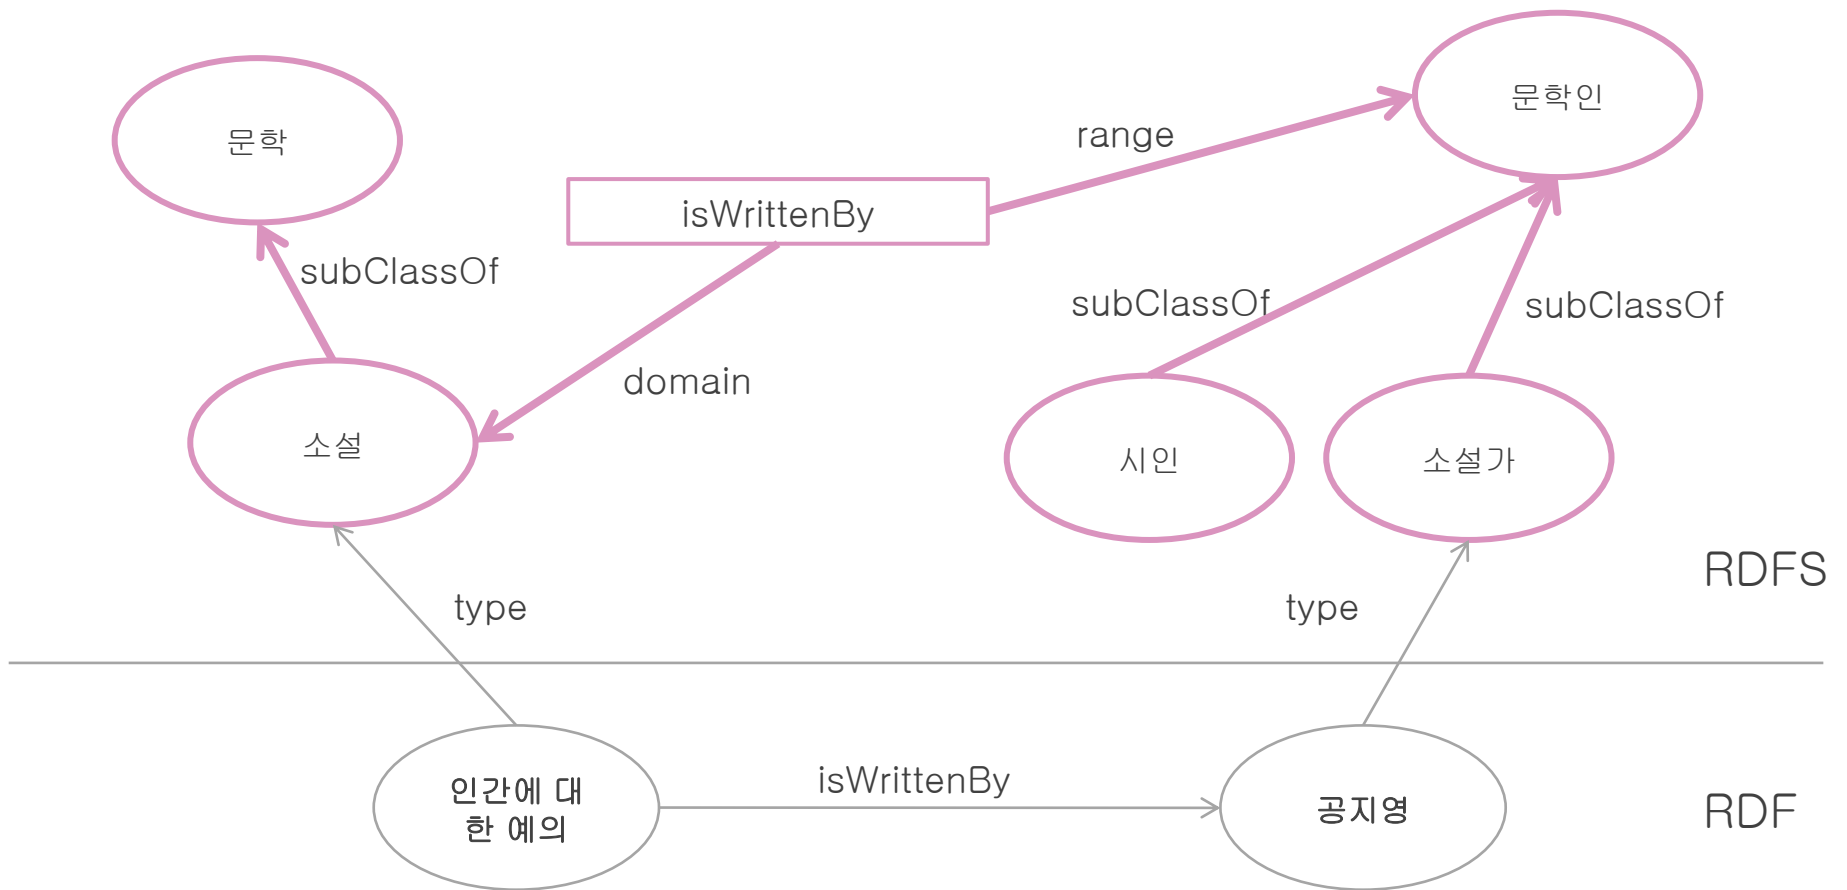 문학인
range
문학
isWrittenBy
subClassOf
subClassOf
subClassOf
domain
소설
시인
소설가
RDFS
type
type
isWrittenBy
인간에 대
한 예의
공지영
RDF